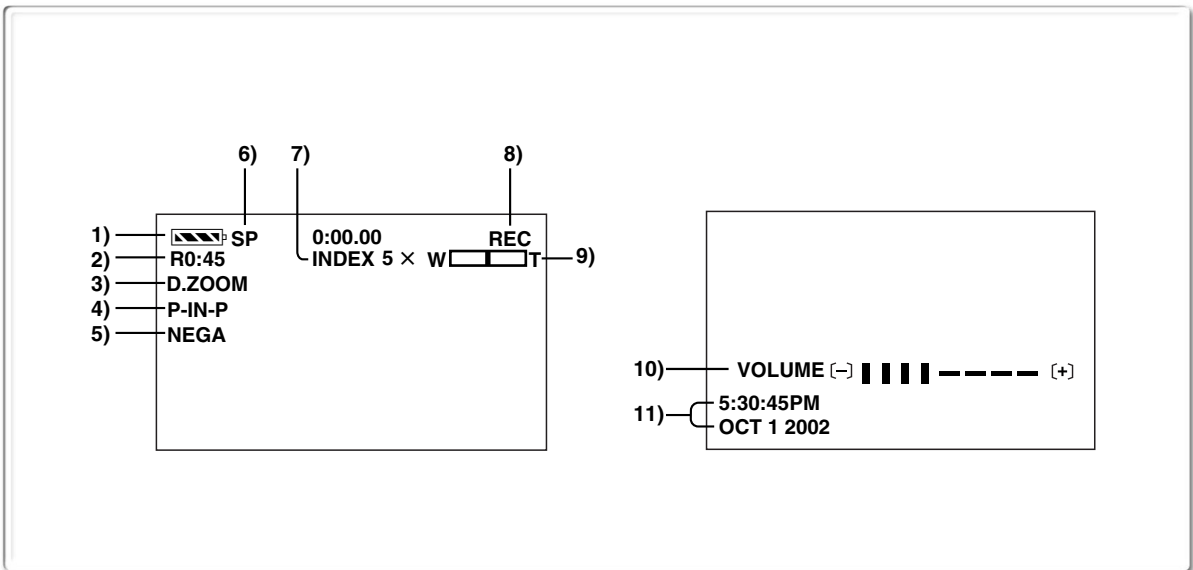 6) 7) 8)
1) SP 0:00.00 REC
2) R0:45 INDEX 5 × W T 9)
3) D.ZOOM
4) P-IN-P
5) NEGA
10) VOLUME [−] [+]
11) 5:30:45PM
OCT 1 2002